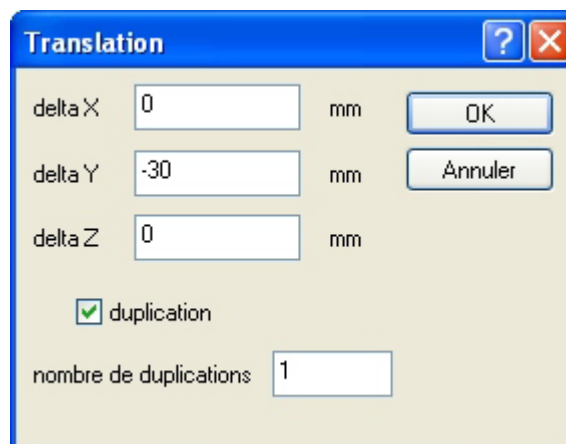 Translation
delta X 0 mm OK
delta Y -30 mm Annuler
delta Z 0 mm
duplication
nombre de duplications 1